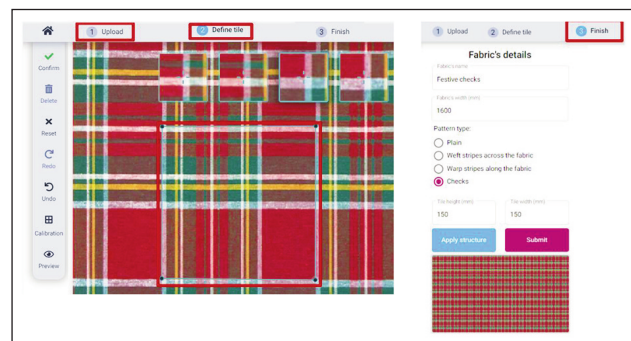 1 Upload
2 Define tile
3 Finish
Confirm
Delete
Reset
Redo
Undo
Calibration
Preview
1 Upload
2 Define tile
3 Finish
Fabric's details
Fabric's name
Festive checks
Fabric's width (mm)
1600
Pattern type:
Plain
Weft stripes across the fabric
Warp stripes along the fabric
Checks
Tile height (mm)
Tile width (mm)
150
150
Apply structure
Submit